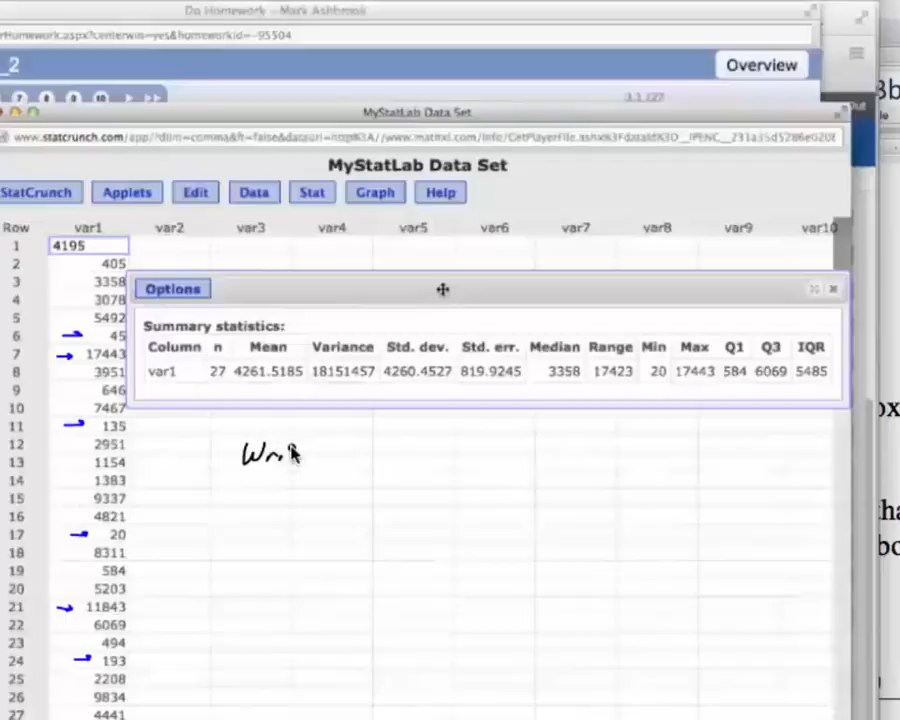 Do Homework - Mark Ashbrook
_2
Overview
7 8 9 10
MyStatLab Data Set
MyStatLab Data Set
StatCrunch Applets Edit Data Stat Graph Help
Row var1 var2 var3 var4 var5 var6 var7 var8 var9 var10
1 4195
2 405
3 3358
4 3078
5 5492
6 45
7 17443
8 3951
9 646
10 7467
11 135
12 2951
13 1154
14 1383
15 9337
16 4821
17 20
18 8311
19 584
20 5203
21 11843
22 6069
23 494
24 193
25 2208
26 9834
27 4441
Options
Summary statistics:
Column n Mean Variance Std. dev. Std. err. Median Range Min Max Q1 Q3 IQR
var1 27 4261.5185 18151457 4260.4527 819.9245 3358 17423 20 17443 584 6069 5485